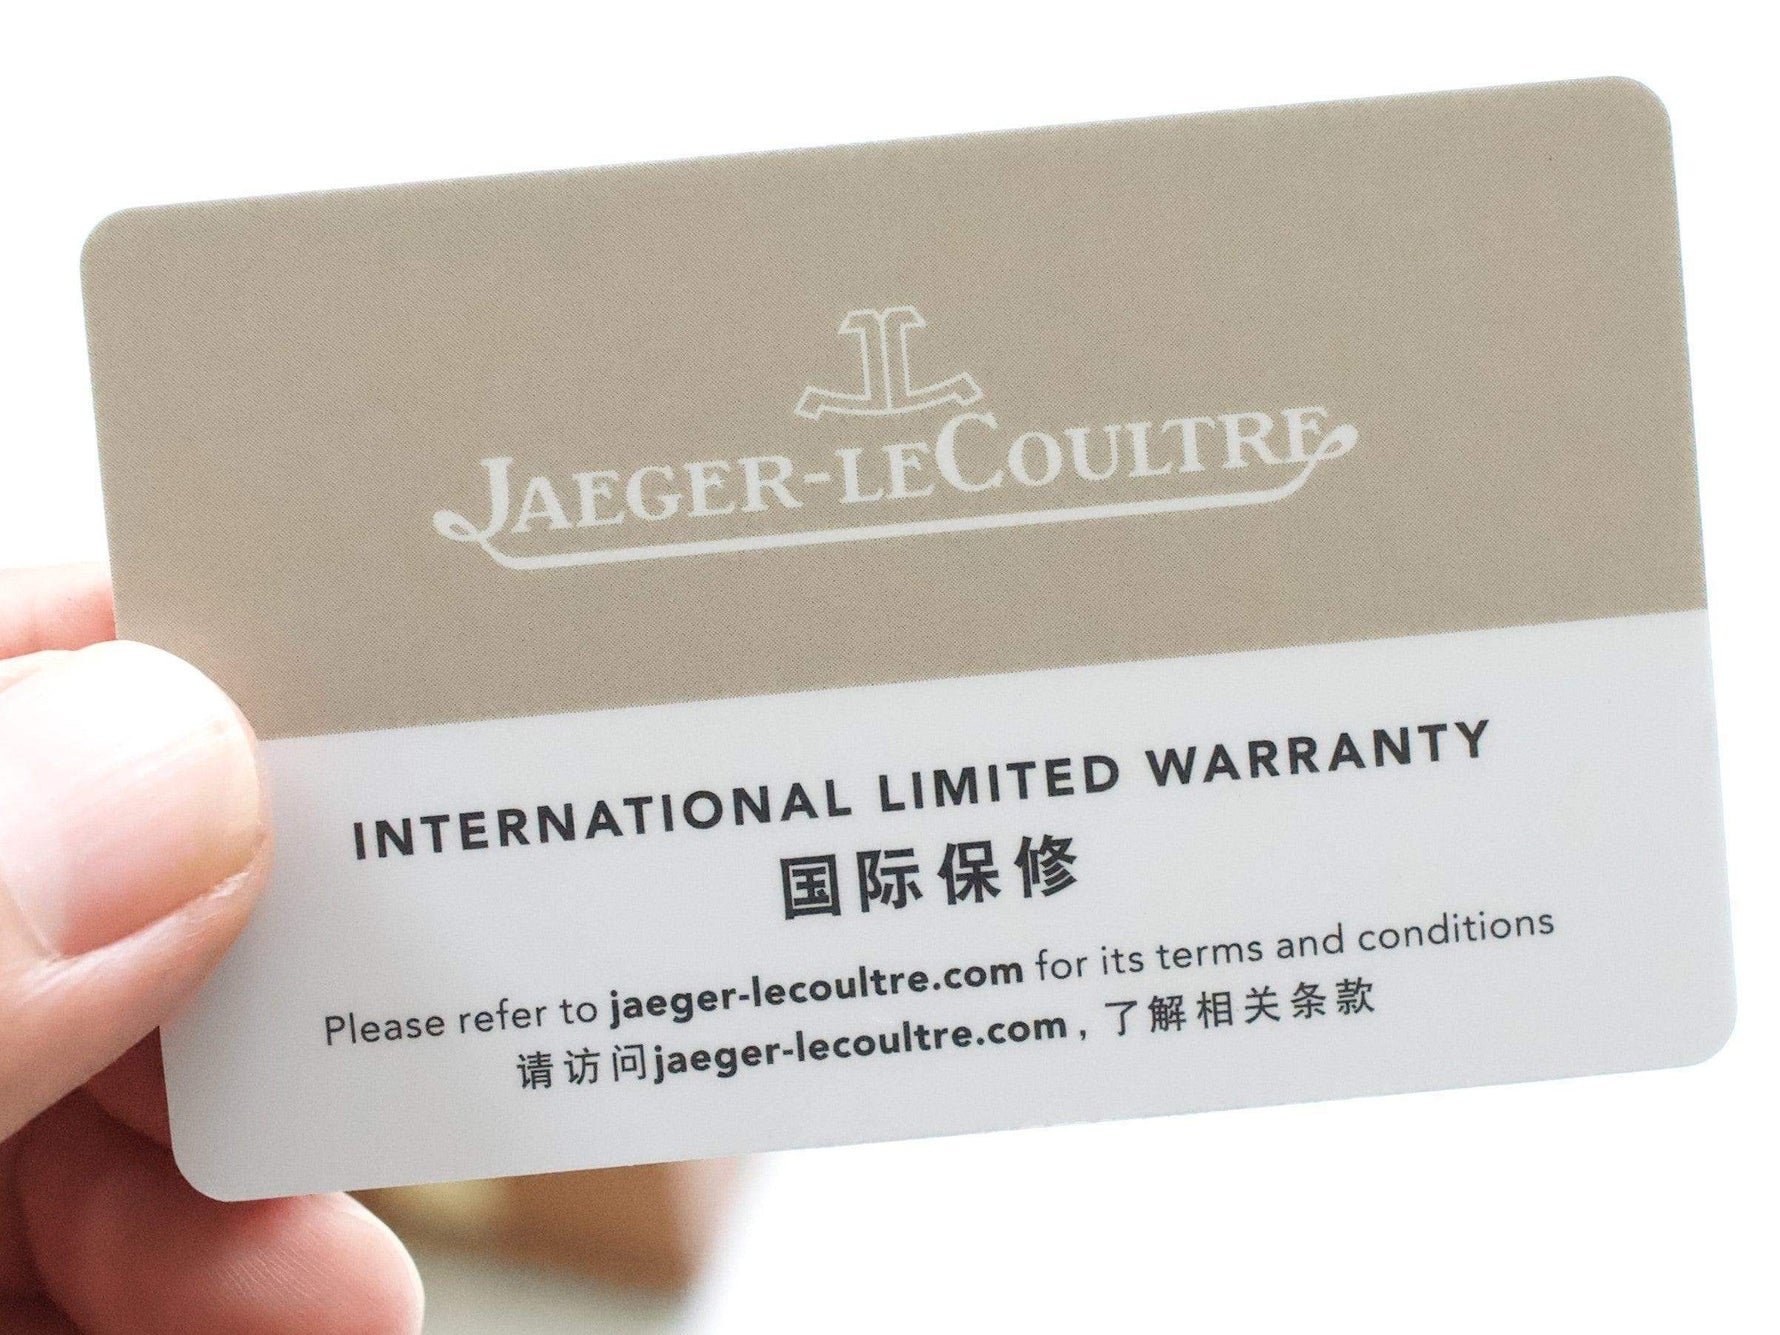 JAEGER-LECOULTRE
INTERNATIONAL LIMITED WARRANTY
国际保修
Please refer to jaeger-lecoultre.com for its terms and conditions
请访问jaeger-lecoultre.com，了解相关条款